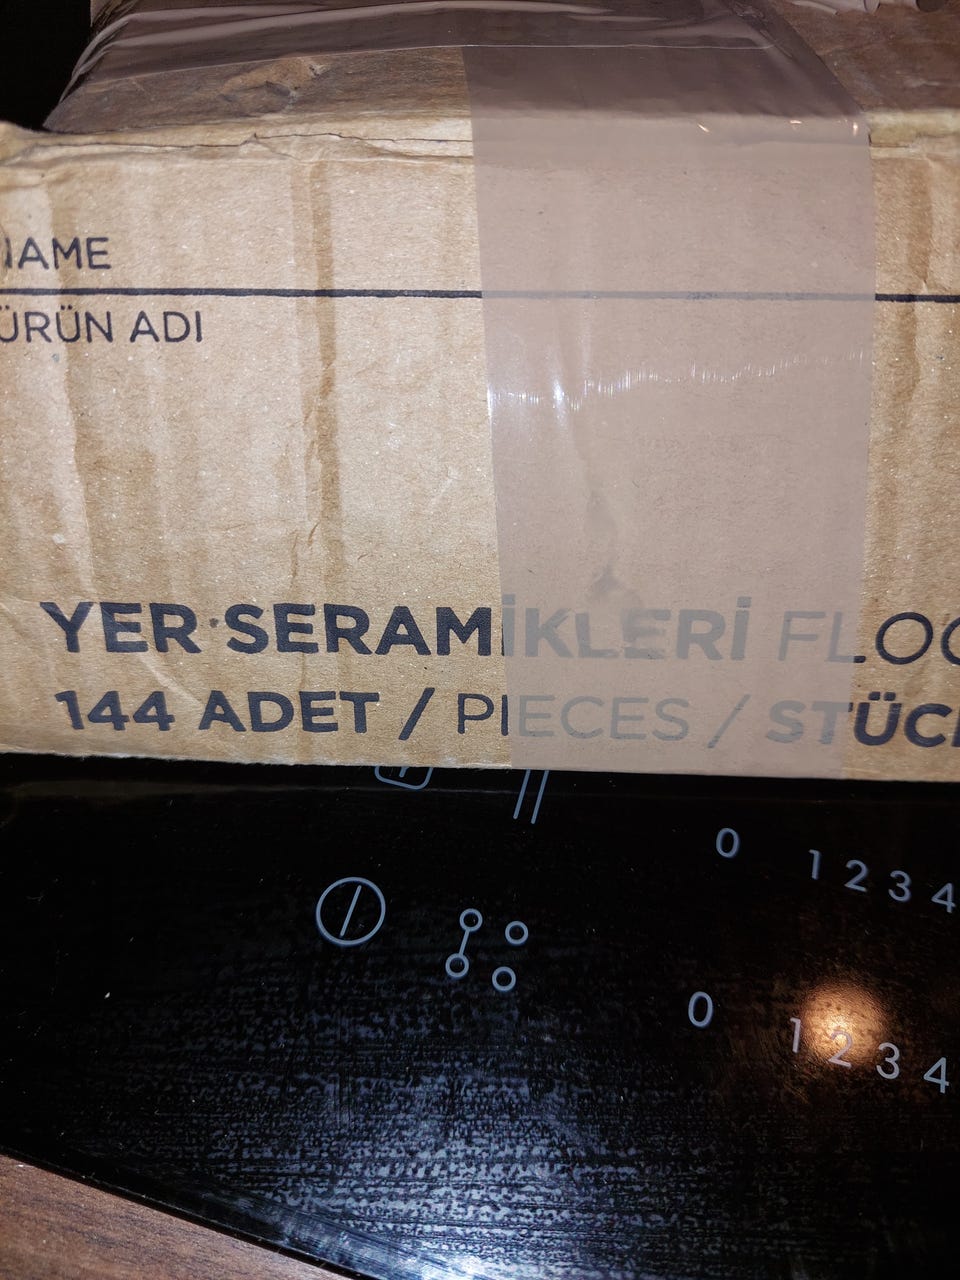 NAME
ÜRÜN ADI
YER SERAMİKLERİ FLOO
144 ADET / PIECES / STÜC
0 1 2 3 4
0 1 2 3 4